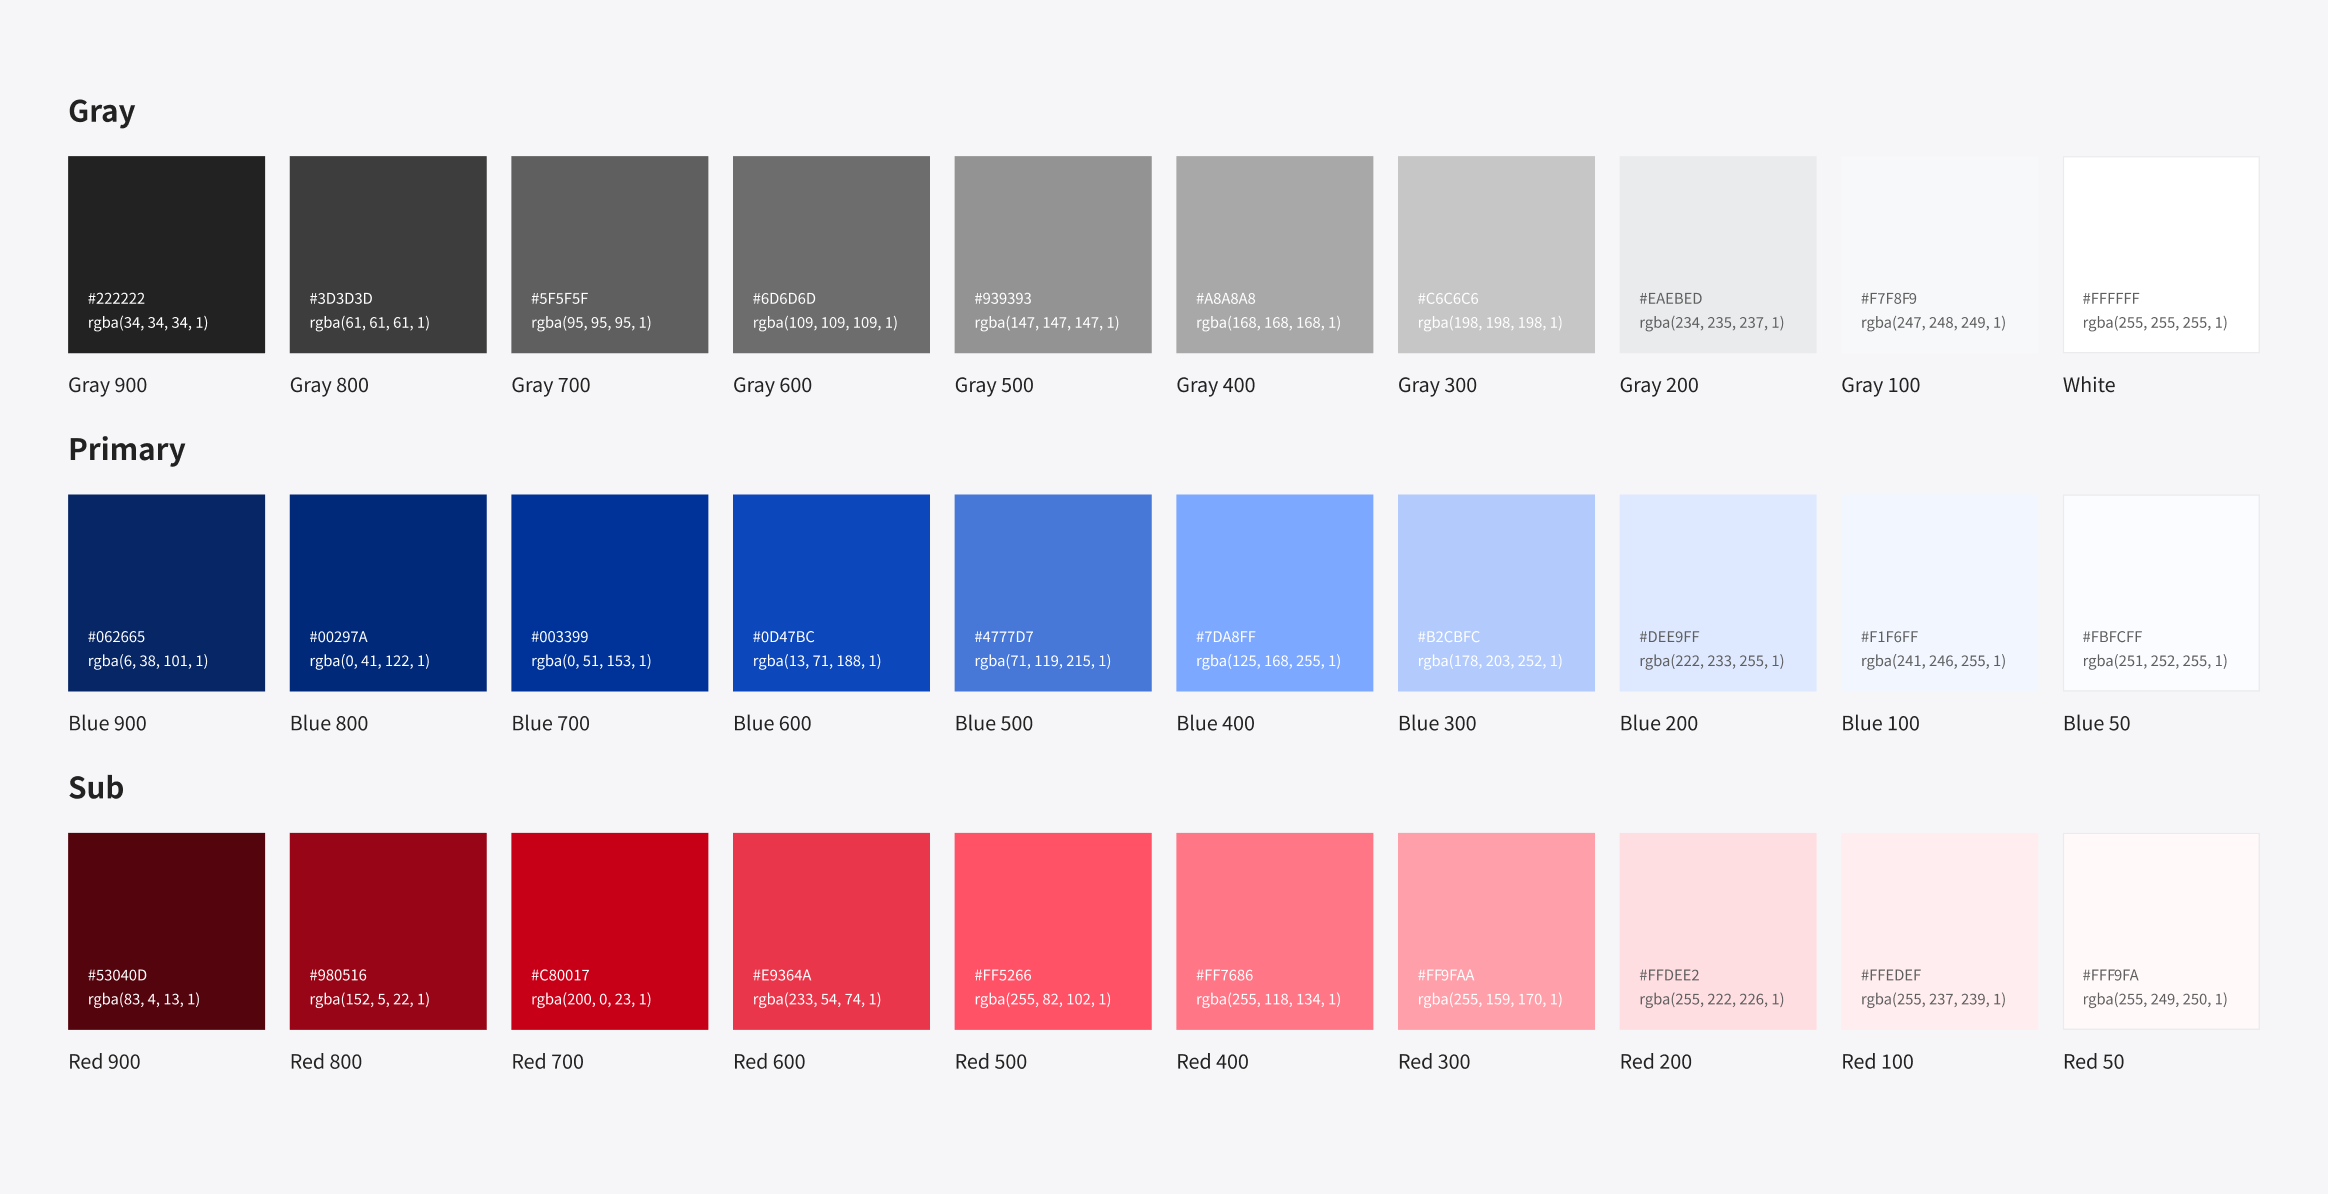 Gray
#222222
rgba(34, 34, 34, 1)
Gray 900
#3D3D3D
rgba(61, 61, 61, 1)
Gray 800
#5F5F5F
rgba(95, 95, 95, 1)
Gray 700
#6D6D6D
rgba(109, 109, 109, 1)
Gray 600
#939393
rgba(147, 147, 147, 1)
Gray 500
#A8A8A8
rgba(168, 168, 168, 1)
Gray 400
#C6C6C6
rgba(198, 198, 198, 1)
Gray 300
#EAEBED
rgba(234, 235, 237, 1)
Gray 200
#F7F8F9
rgba(247, 248, 249, 1)
Gray 100
#FFFFFF
rgba(255, 255, 255, 1)
White
Primary
#062665
rgba(6, 38, 101, 1)
Blue 900
#00297A
rgba(0, 41, 122, 1)
Blue 800
#003399
rgba(0, 51, 153, 1)
Blue 700
#0D47BC
rgba(13, 71, 188, 1)
Blue 600
#4777D7
rgba(71, 119, 215, 1)
Blue 500
#7DA8FF
rgba(125, 168, 255, 1)
Blue 400
#B2CBFC
rgba(178, 203, 252, 1)
Blue 300
#DEE9FF
rgba(222, 233, 255, 1)
Blue 200
#F1F6FF
rgba(241, 246, 255, 1)
Blue 100
#FBFCFF
rgba(251, 252, 255, 1)
Blue 50
Sub
#53040D
rgba(83, 4, 13, 1)
Red 900
#980516
rgba(152, 5, 22, 1)
Red 800
#C80017
rgba(200, 0, 23, 1)
Red 700
#E9364A
rgba(233, 54, 74, 1)
Red 600
#FF5266
rgba(255, 82, 102, 1)
Red 500
#FF7686
rgba(255, 118, 134, 1)
Red 400
#FF9FAA
rgba(255, 159, 170, 1)
Red 300
#FFDEE2
rgba(255, 222, 226, 1)
Red 200
#FFEDEF
rgba(255, 237, 239, 1)
Red 100
#FFF9FA
rgba(255, 249, 250, 1)
Red 50